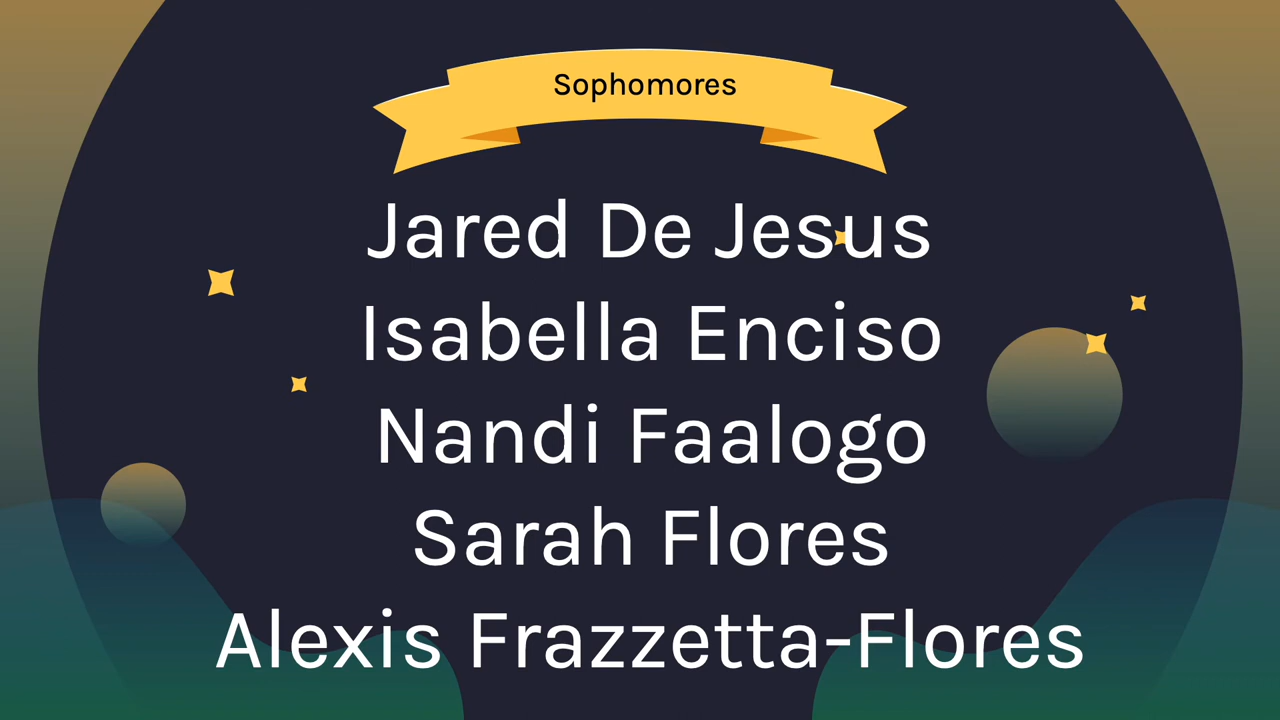 Sophomores
Jared De Jesus
Isabella Enciso
Nandi Faalogo
Sarah Flores
Alexis Frazzetta-Flores